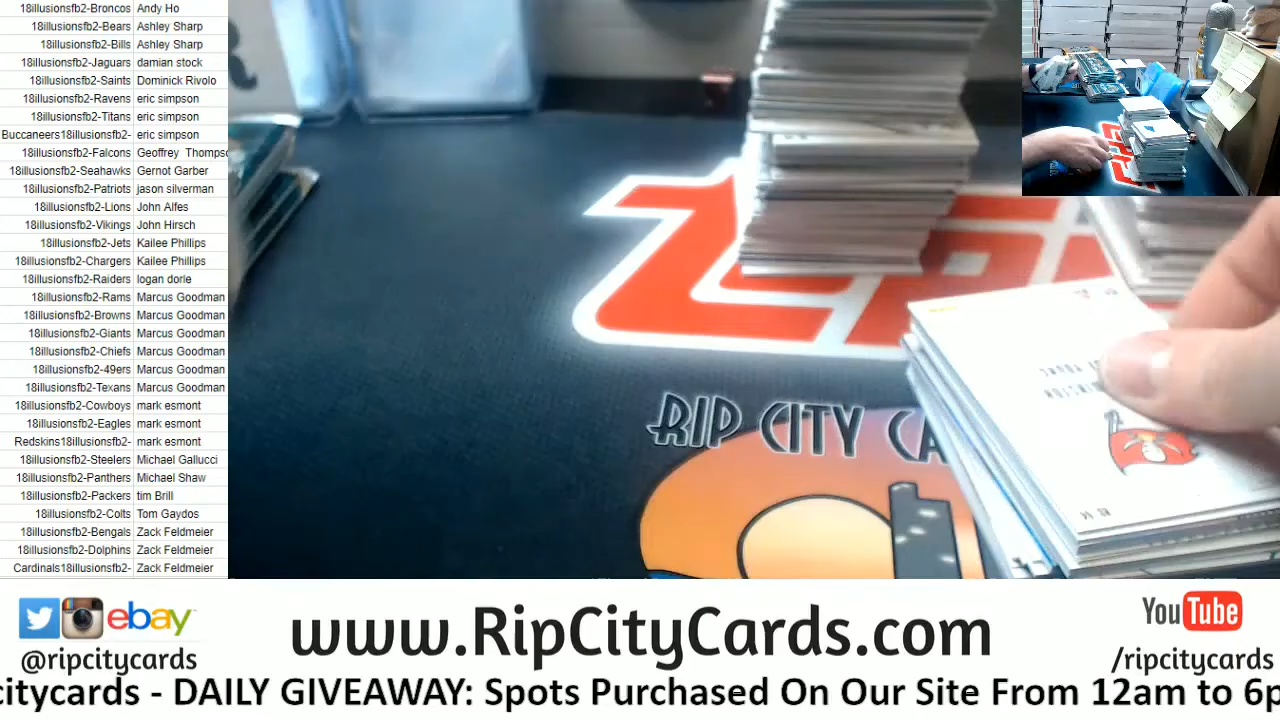 18illusionsfb2-Broncos Andy Ho
18illusionsfb2-Bears Ashley Sharp
18illusionsfb2-Bills Ashley Sharp
18illusionsfb2-Jaguars damian stock
18illusionsfb2-Saints Dominick Rivolo
18illusionsfb2-Ravens eric simpson
18illusionsfb2-Titans eric simpson
Buccaneers18illusionsfb2- eric simpson
18illusionsfb2-Falcons Geoffrey Thompsc
18illusionsfb2-Seahawks Gernot Garber
18illusionsfb2-Patriots jason silverman
18illusionsfb2-Lions John Alfes
18illusionsfb2-Vikings John Hirsch
18illusionsfb2-Jets Kailee Phillips
18illusionsfb2-Chargers Kailee Phillips
18illusionsfb2-Raiders logan dorle
18illusionsfb2-Rams Marcus Goodman
18illusionsfb2-Browns Marcus Goodman
18illusionsfb2-Giants Marcus Goodman
18illusionsfb2-Chiefs Marcus Goodman
18illusionsfb2-49ers Marcus Goodman
18illusionsfb2-Texans Marcus Goodman
18illusionsfb2-Cowboys mark esmont
18illusionsfb2-Eagles mark esmont
Redskins18illusionsfb2- mark esmont
18illusionsfb2-Steelers Michael Gallucci
18illusionsfb2-Panthers Michael Shaw
18illusionsfb2-Packers tim Brill
18illusionsfb2-Colts Tom Gaydos
18illusionsfb2-Bengals Zack Feldmeier
18illusionsfb2-Dolphins Zack Feldmeier
Cardinals18illusionsfb2- Zack Feldmeier
RIP CITY CA
ebay
@ripcitycards
www.RipCityCards.com
YouTube
/ripcitycards
citycards - DAILY GIVEAWAY: Spots Purchased On Our Site From 12am to 6p